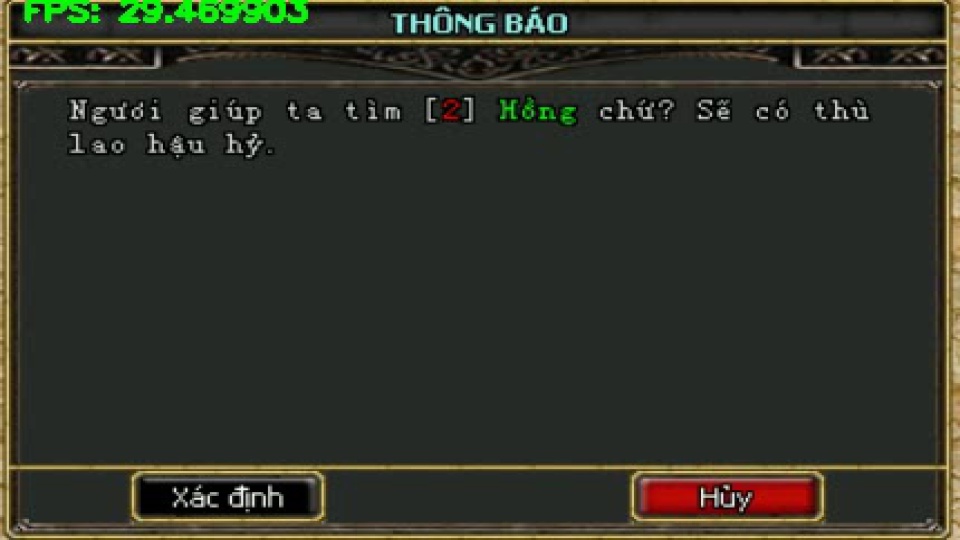 FPS: 29.469903
THÔNG BÁO
Ngươi giúp ta tìm [2] Hồng chứ? Sẽ có thù
lao hậu hỷ.
Xác định
Hủy